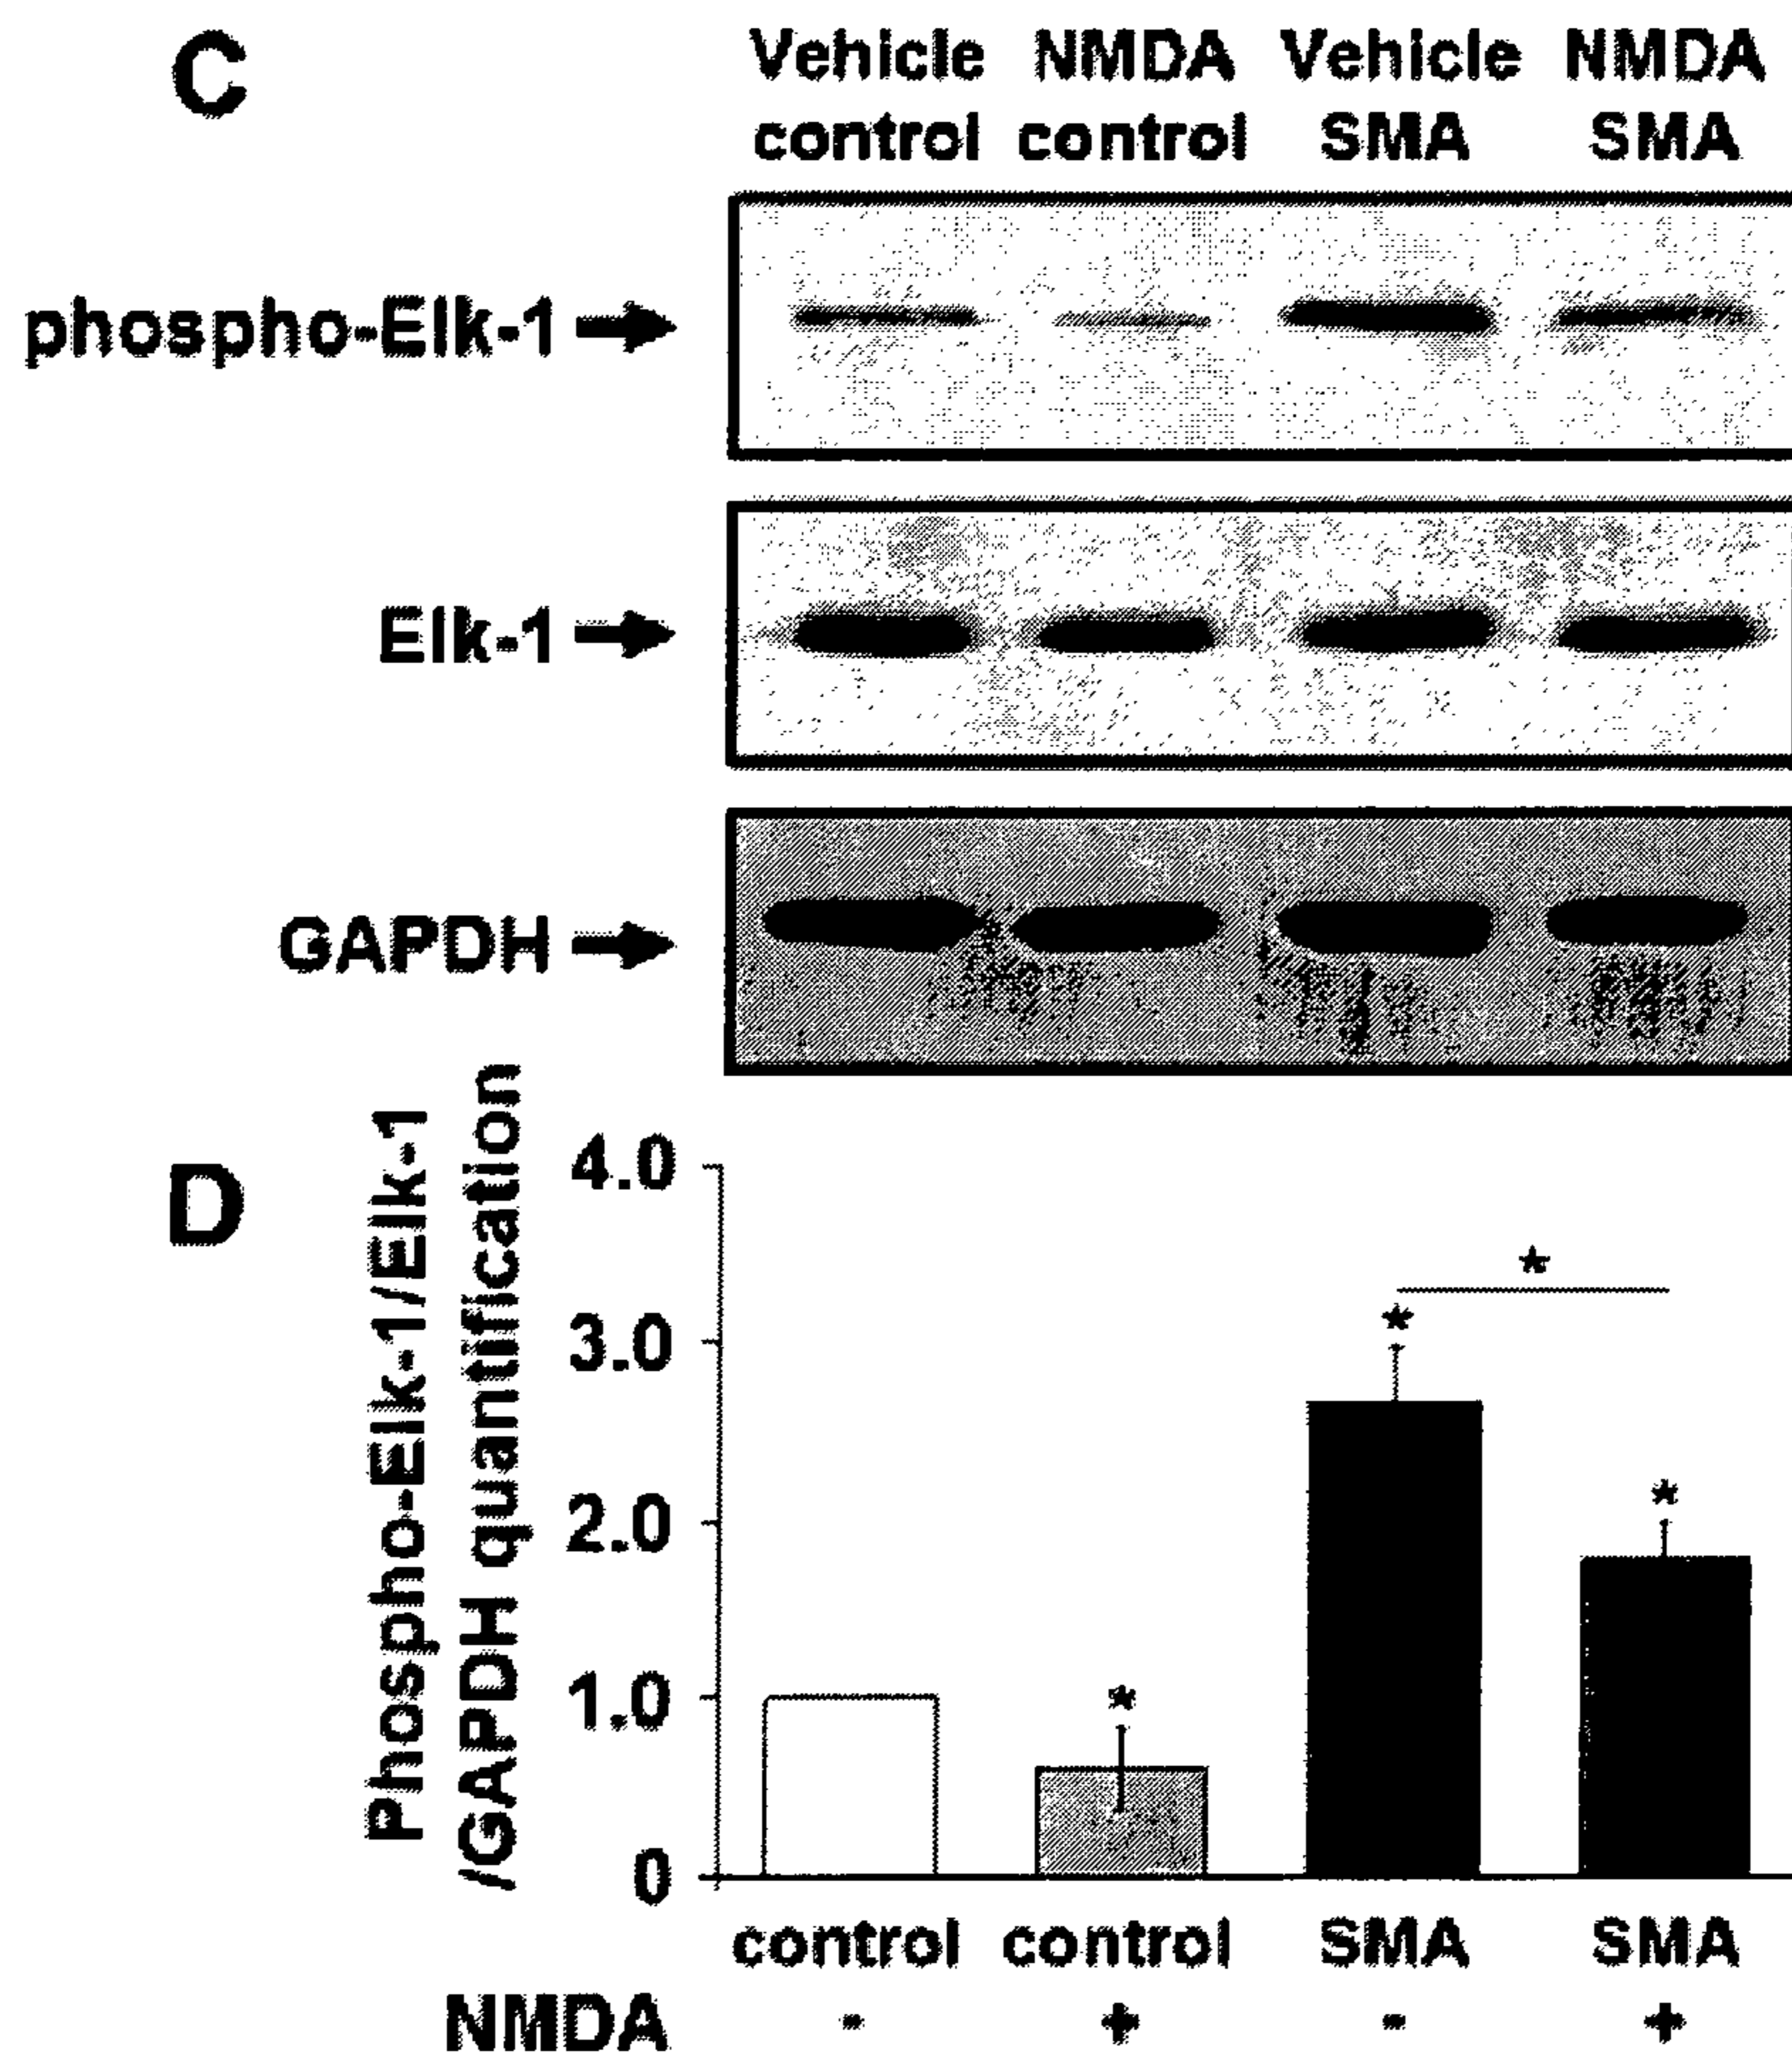 C
Vehicle NMDA Vehicle NMDA
control control SMA SMA
phospho-Elk-1
Elk-1
GAPDH
D
Phospho-Elk-1/Elk-1
/GAPDH quantification
4.0
3.0
2.0
1.0
0
*
*
*
*
control control SMA SMA
NMDA - + - +